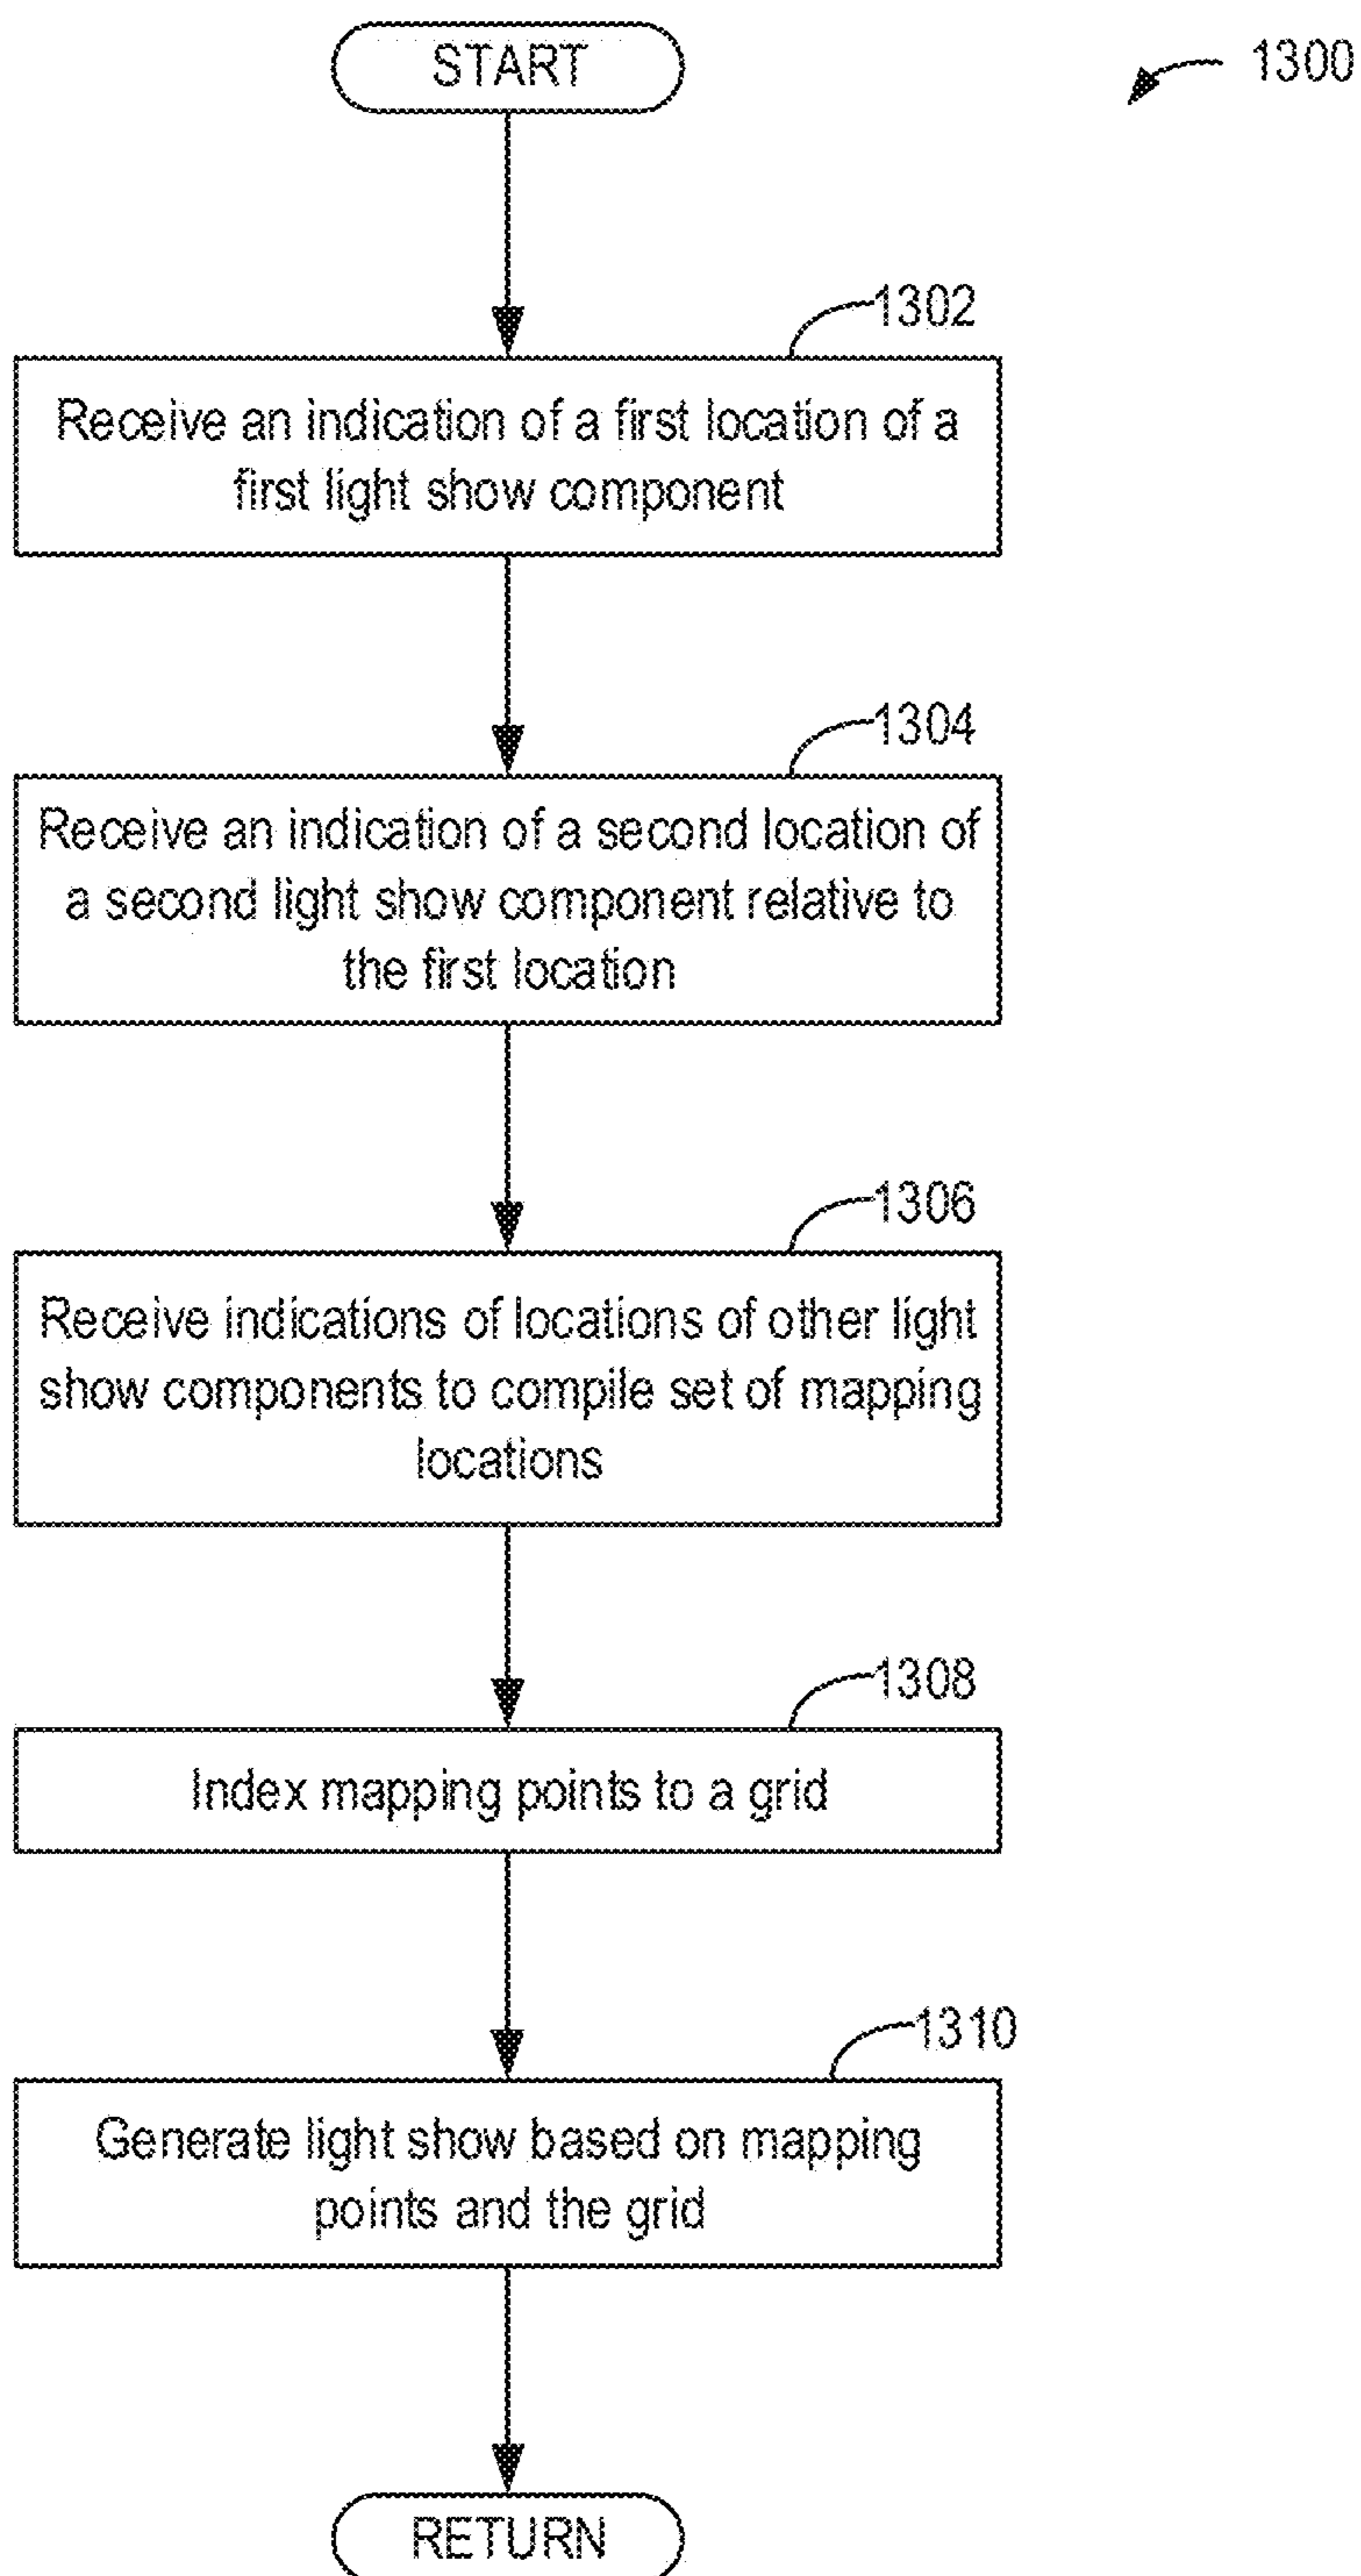 START
1300
1302
Receive an indication of a first location of a
first light show component
1304
Receive an indication of a second location of
a second light show component relative to
the first location
1306
Receive indications of locations of other light
show components to compile set of mapping
locations
1308
Index mapping points to a grid
1310
Generate light show based on mapping
points and the grid
RETURN